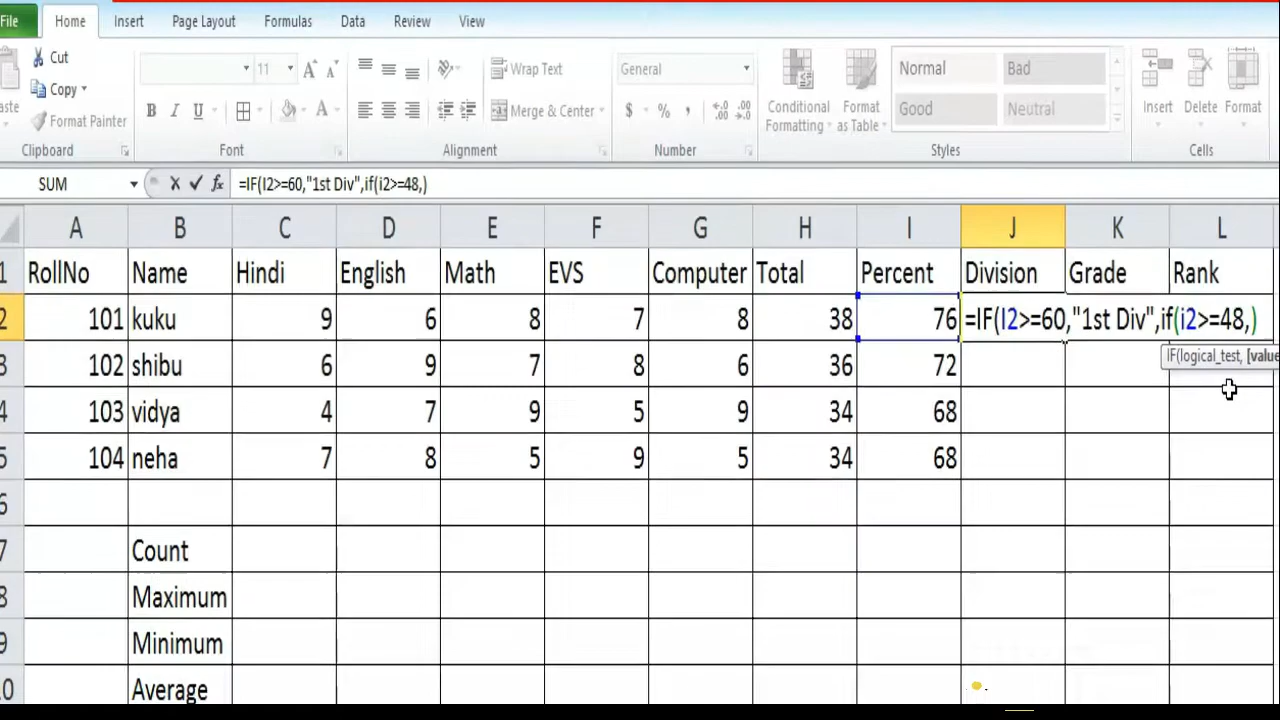 File Home Insert Page Layout Formulas Data Review View
Cut
Copy
Format Painter
Clipboard
11
Font
Wrap Text
Merge & Center
Alignment
General
$ % ,
Number
Conditional Formatting
Format as Table
Normal Bad
Good Neutral
Styles
Insert Delete Format
Cells
SUM fx =IF(I2>=60,"1st Div",if(i2>=48,)
A B C D E F G H I J K L
1 RollNo Name Hindi English Math EVS Computer Total Percent Division Grade Rank
2 101 kuku 9 6 8 7 8 38 76 =IF(I2>=60,"1st Div",if(i2>=48,)
IF(logical_test, [value
3 102 shibu 6 9 7 8 6 36 72
4 103 vidya 4 7 9 5 9 34 68
5 104 neha 7 8 5 9 5 34 68
6
7 Count
8 Maximum
9 Minimum
10 Average